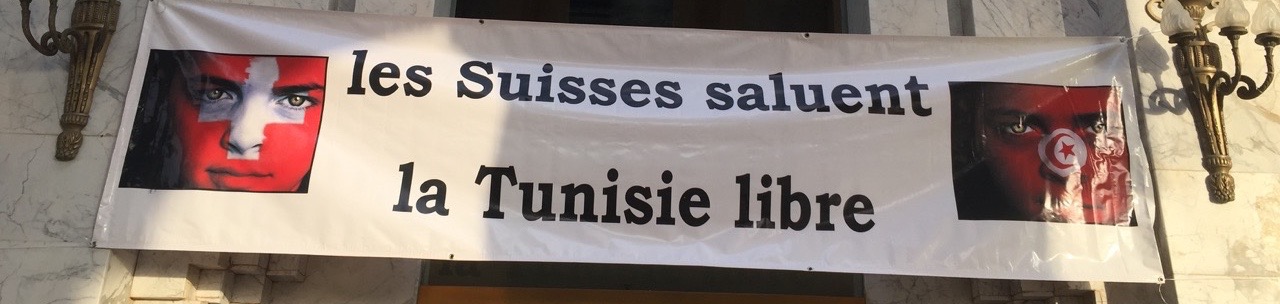 les Suisses saluent
la Tunisie libre